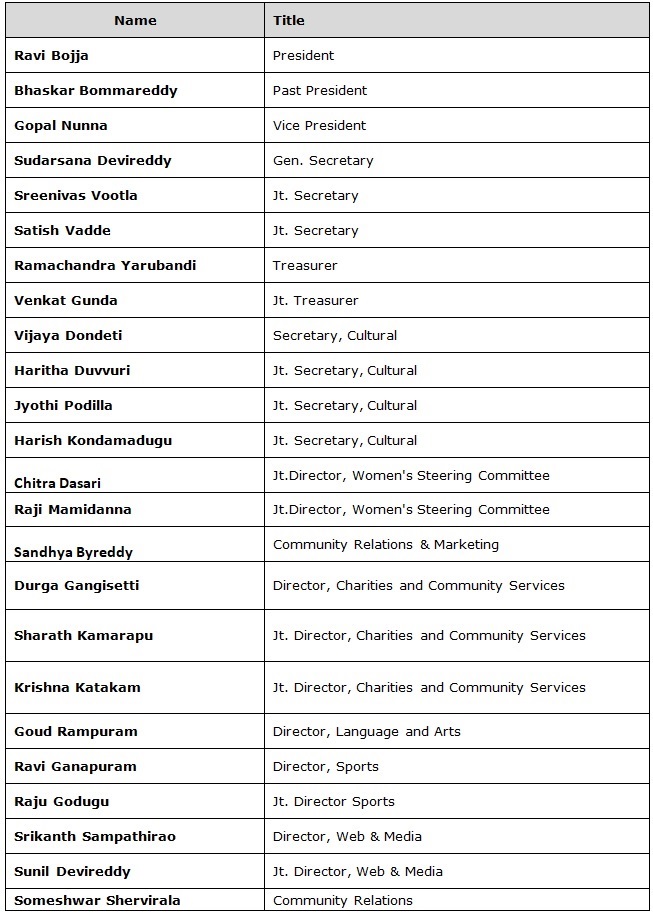 Name Title
Ravi Bojja President
Bhaskar Bommareddy Past President
Gopal Nunna Vice President
Sudarsana Devireddy Gen. Secretary
Sreenivas Vootla Jt. Secretary
Satish Vadde Jt. Secretary
Ramachandra Yarubandi Treasurer
Venkat Gunda Jt. Treasurer
Vijaya Dondeti Secretary, Cultural
Haritha Duvvuri Jt. Secretary, Cultural
Jyothi Podilla Jt. Secretary, Cultural
Harish Kondamadugu Jt. Secretary, Cultural
Chitra Dasari Jt.Director, Women's Steering Committee
Raji Mamidanna Jt.Director, Women's Steering Committee
Sandhya Byreddy Community Relations & Marketing
Durga Gangisetti Director, Charities and Community Services
Sharath Kamarapu Jt. Director, Charities and Community Services
Krishna Katakam Jt. Director, Charities and Community Services
Goud Rampuram Director, Language and Arts
Ravi Ganapuram Director, Sports
Raju Godugu Jt. Director Sports
Srikanth Sampathirao Director, Web & Media
Sunil Devireddy Jt. Director, Web & Media
Someshwar Shervirala Community Relations